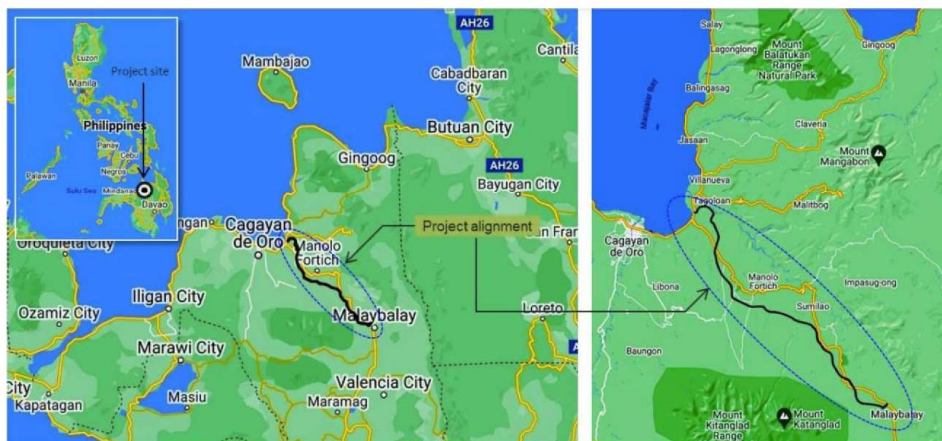 Luzon
Project site
Manila
Philippines
Panay
Cebu
Negros
Palawan
Sulu Sea
Mindanao
Davao
AH26
Mambajao
Cantila
Cabadbaran
City
Butuan City
Gingoog
AH26
Bayugan City
Cagayan
de Oro
Manolo
Fortich
Project alignment
Oroquieta City
Iligan City
Ozamiz City
Malaybalay
Loreto
Marawi City
City
Kapatagan
Masiu
Valencia City
Maramag
Salay
Lagonglong
Mount
Balatukan
Range
Natural Park
Gingoog
Balingasag
Macajalar Bay
Claveria
Jasaan
Mount
Mangabon
Villanueva
Tagoloan
Malitbog
Cagayan
de Oro
Libona
Manolo
Fortich
Impasug-ong
Sumilao
Baungon
Malaybalay
Mount
Kitanglad
Range
Mount
Katanglad